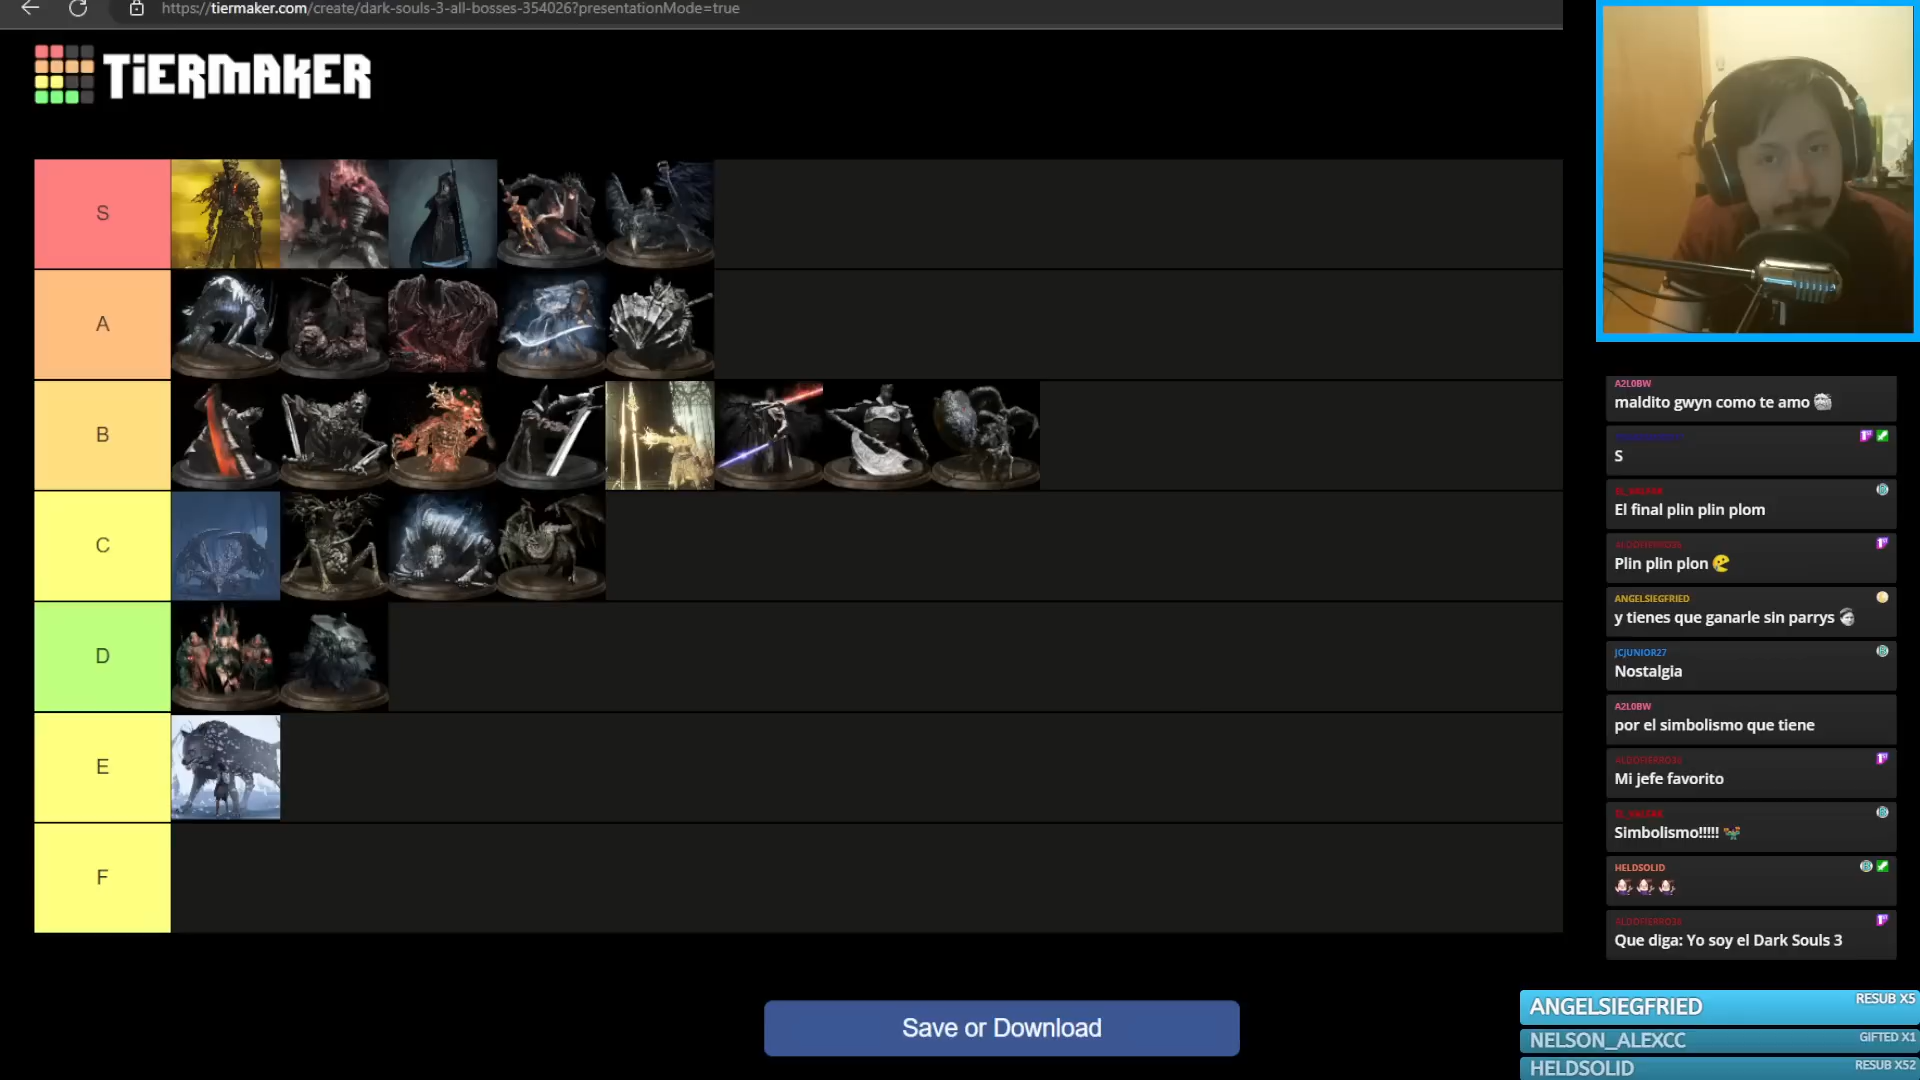 https://tiermaker.com/create/dark-souls-3-all-bosses-354026?presentationMode=true
TiERMAKER
S
A
B
C
D
E
F
Save or Download
A2L0BW
maldito gwyn como te amo
S
El final plin plin plom
Plin plin plon
ANGELSIEGFRIED
y tienes que ganarle sin parrys
JCJUNIOR27
Nostalgia
A2L0BW
por el simbolismo que tiene
Mi jefe favorito
Simbolismo!!!!!
HELDSOLID
Que diga: Yo soy el Dark Souls 3
ANGELSIEGFRIED RESUB X5
NELSON_ALEXCC GIFTED X1
HELDSOLID RESUB X52